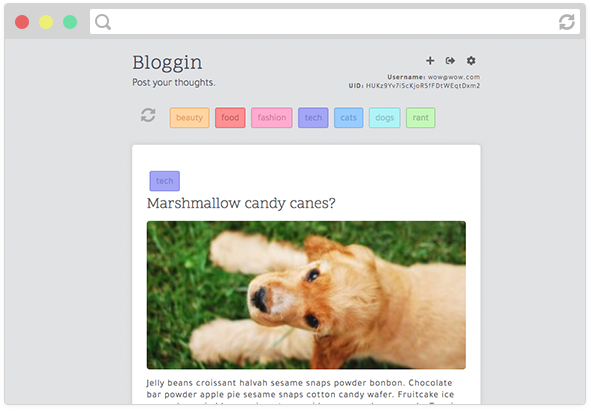 Bloggin
Post your thoughts.
Username: wow@wow.com
UID: HUKz9Yv7i5cKjoR5fFDtWEqtDxm2
beauty food fashion tech cats dogs rant
tech
Marshmallow candy canes?
Jelly beans croissant halvah sesame snaps powder bonbon. Chocolate
bar powder apple pie sesame snaps cotton candy wafer. Fruitcake ice